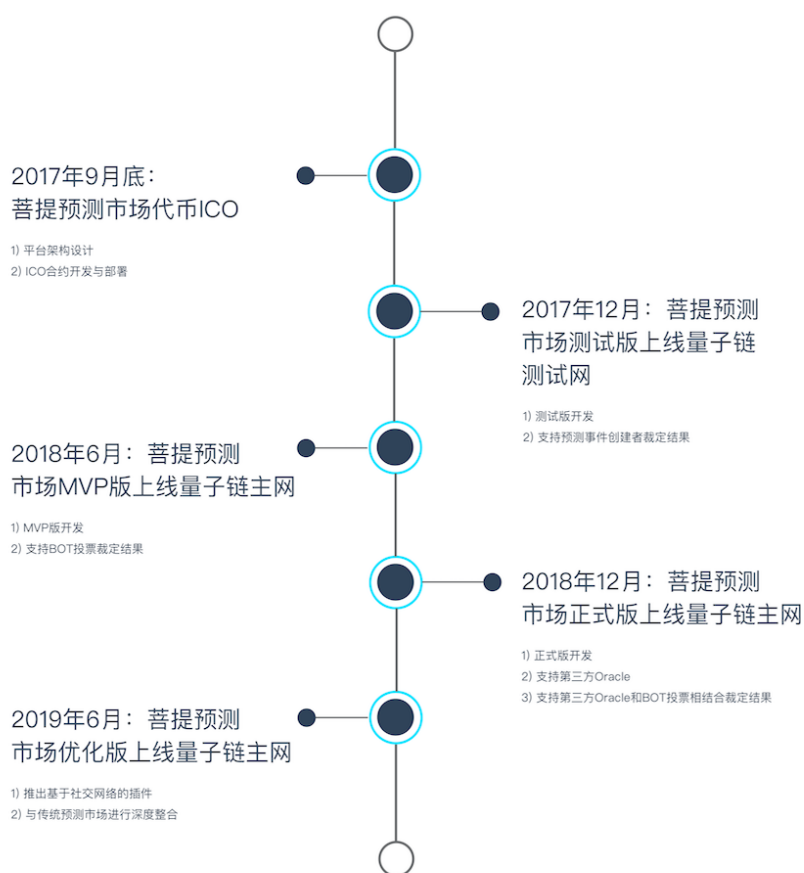 2017年9月底：
菩提预测市场代币ICO
1) 平台架构设计
2) ICO合约开发与部署
2017年12月：菩提预测
市场测试版上线量子链
测试网
1) 测试版开发
2) 支持预测事件创建者裁定结果
2018年6月：菩提预测
市场MVP版上线量子链主网
1) MVP版开发
2) 支持BOT投票裁定结果
2018年12月：菩提预测
市场正式版上线量子链主网
1) 正式版开发
2) 支持第三方Oracle
3) 支持第三方Oracle和BOT投票相结合裁定结果
2019年6月：菩提预测
市场优化版上线量子链主网
1) 推出基于社交网络的插件
2) 与传统预测市场进行深度整合